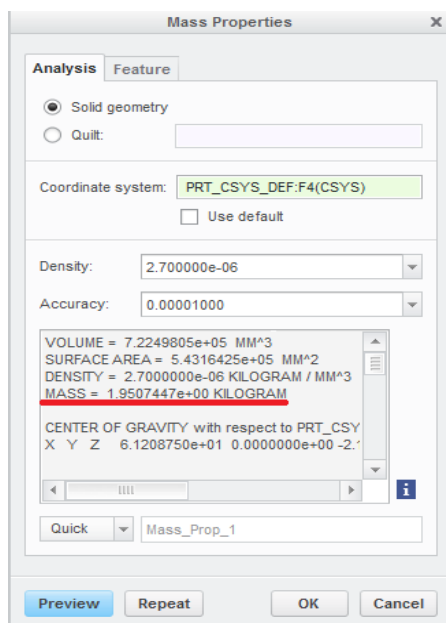 Mass Properties
x
Analysis Feature
Solid geometry
Quilt:
Coordinate system: PRT_CSYS_DEF:F4(CSYS)
Use default
Density: 2.700000e-06
Accuracy: 0.00001000
VOLUME = 7.2249805e+05 MM^3
SURFACE AREA = 5.4316425e+05 MM^2
DENSITY = 2.7000000e-06 KILOGRAM / MM^3
MASS = 1.9507447e+00 KILOGRAM
CENTER OF GRAVITY with respect to PRT_CSY
X Y Z 6.1208750e+01 0.0000000e+00 -2.
i
Quick Mass_Prop_1
Preview Repeat OK Cancel